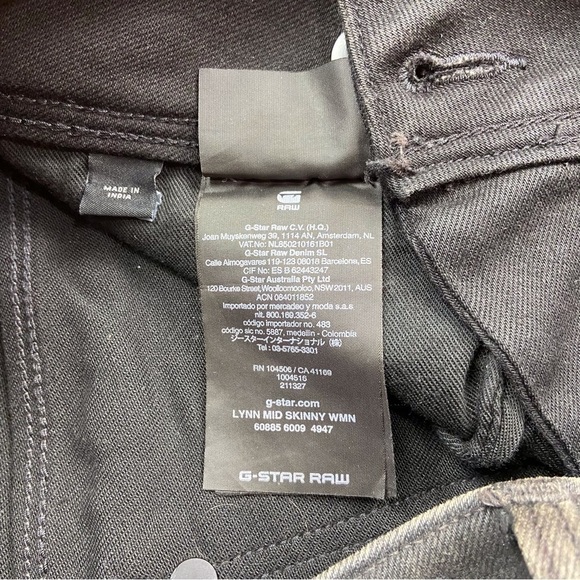 MADE IN
INDIA
RAW
G-Star Raw C.V. (H.Q.)
Joan Muyskenweg 39, 1114 AN, Amsterdam, NL
VAT.No: NL850210161B01
G-Star Raw Denim SL
Calle Almogavares 119-123 08018 Barcelona, ES
CIF No: ES B 62443247
G-Star Australia Pty Ltd
120 Bourke Street, Woolloomooloo, NSW2011, AUS
ACN 084011852
Importado por mercadeo y moda s.a.s
nit. 800.169.352-6
código importador no. 483
código sic no. 5887, medellin - Colombia
ジースターインターナショナル (株)
Tel : 03-5765-3301
RN 104506 / CA 41169
1004516
211327
g-star.com
LYNN MID SKINNY WMN
60885 6009 4947
G-STAR RAW